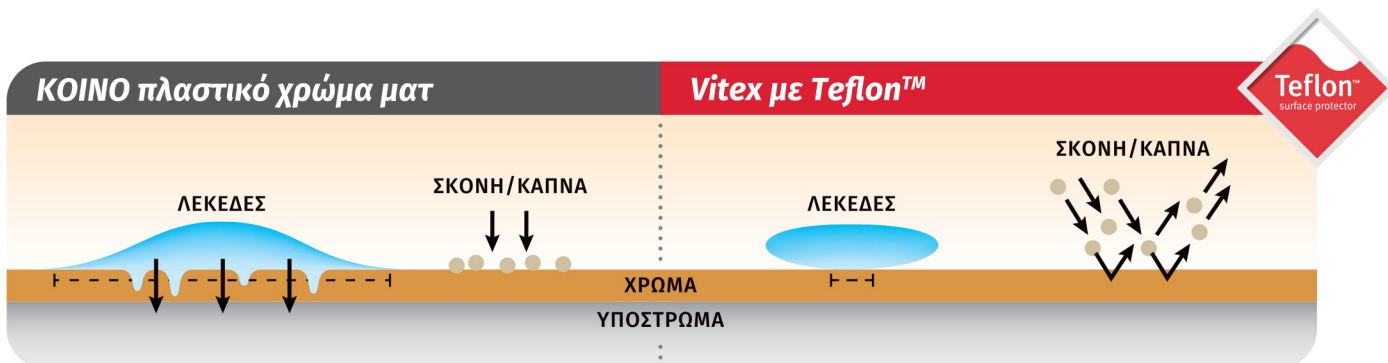 ΚΟΙΝΟ πλαστικό χρώμα ματ
Vitex με Teflon™
Teflon™
surface protector
ΛΕΚΕΔΕΣ
ΣΚΟΝΗ/ΚΑΠΝΑ
ΛΕΚΕΔΕΣ
ΣΚΟΝΗ/ΚΑΠΝΑ
ΧΡΩΜΑ
ΥΠΟΣΤΡΩΜΑ